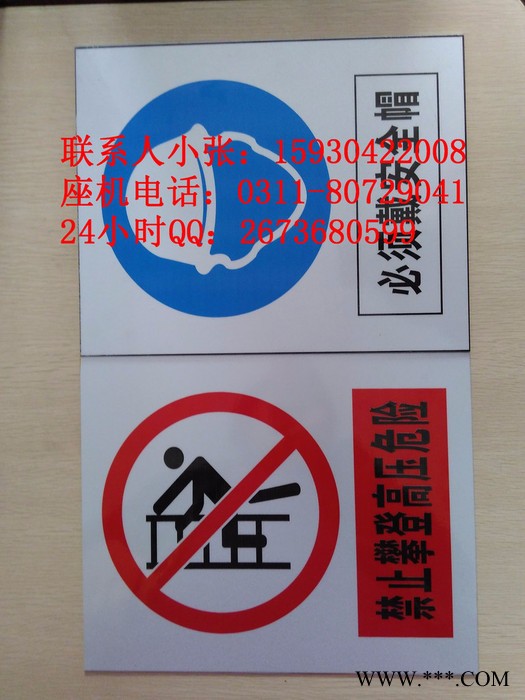 联系人小张：15930422008
座机电话：0311-80729041
24小时QQ：2673680599
必须戴安全帽
禁止攀登高压危险
www.***.COM